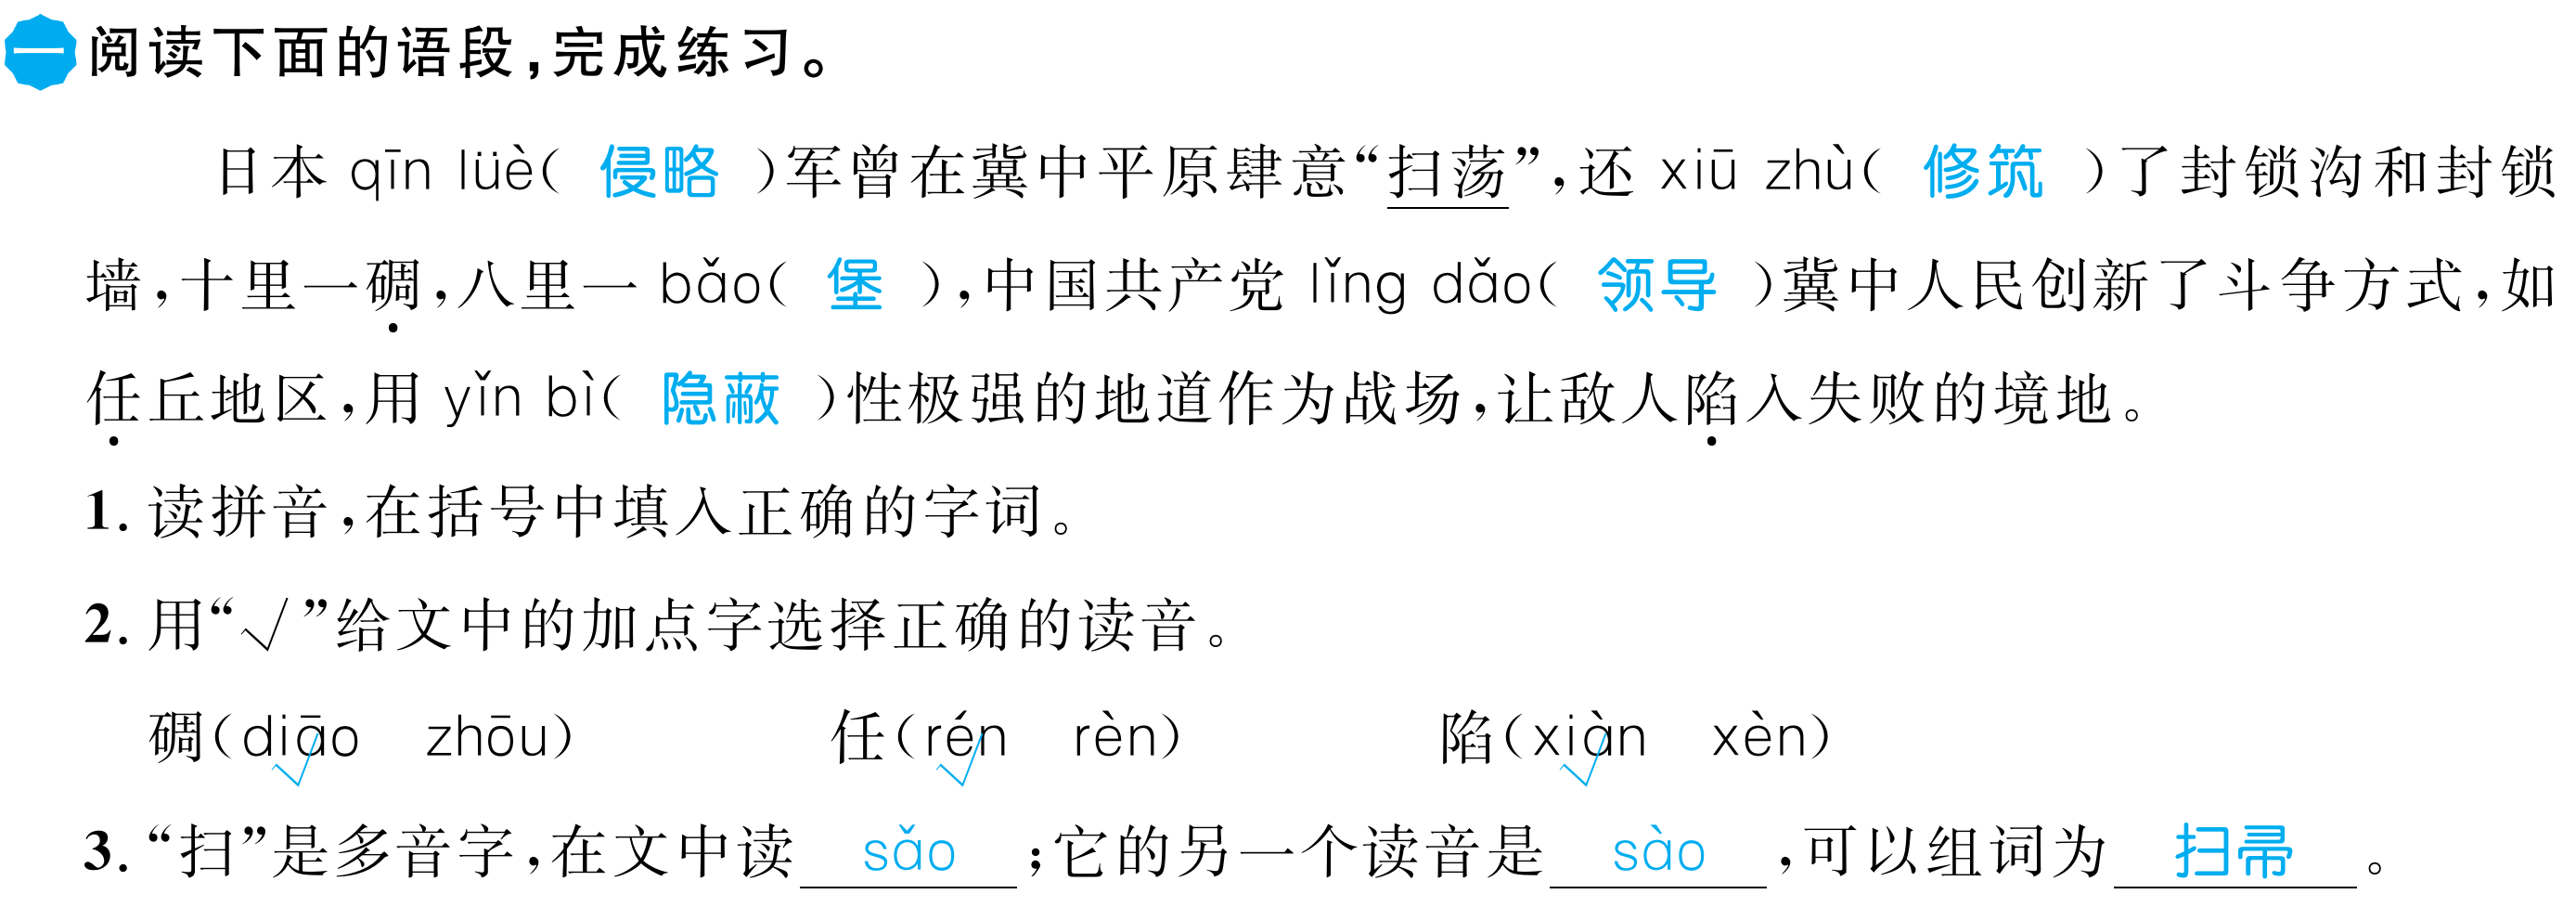 一 阅读下面的语段,完成练习。
日本 qīn lüè( 侵略 )军曾在冀中平原肆意“扫荡”,还 xiū zhù( 修筑 )了封锁沟和封锁
墙,十里一碉,八里一 bǎo( 堡 ),中国共产党 lǐng dǎo( 领导 )冀中人民创新了斗争方式,如
任丘地区,用 yǐn bì( 隐蔽 )性极强的地道作为战场,让敌人陷入失败的境地。
1. 读拼音,在括号中填入正确的字词。
2. 用“√”给文中的加点字选择正确的读音。
碉(diāo√ zhōu) 任(rén√ rèn) 陷(xiàn√ xèn)
3. “扫”是多音字,在文中读 sǎo ;它的另一个读音是 sào ,可以组词为 扫帚 。